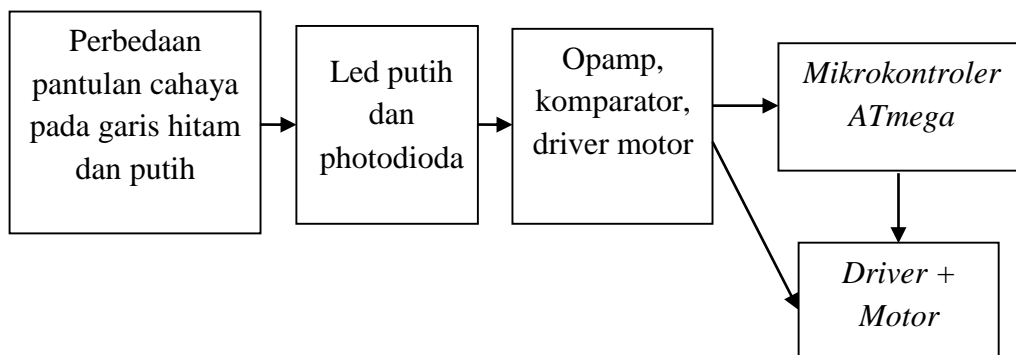 Perbedaan
pantulan cahaya
pada garis hitam
dan putih
Led putih
dan
photodioda
Opamp,
komparator,
driver motor
Mikrokontroler
ATmega
Driver +
Motor